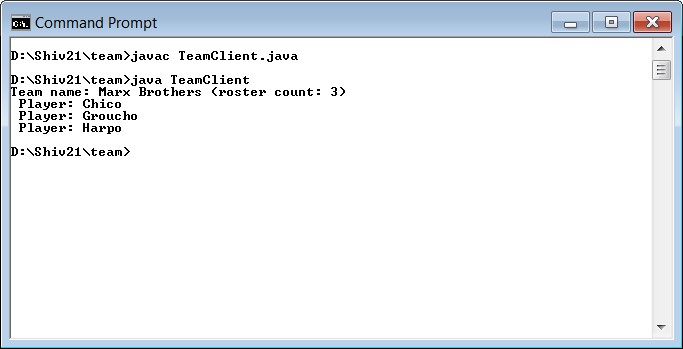 Command Prompt
D:\Shiv21\team>javac TeamClient.java
D:\Shiv21\team>java TeamClient
Team name: Marx Brothers (roster count: 3)
Player: Chico
Player: Groucho
Player: Harpo
D:\Shiv21\team>